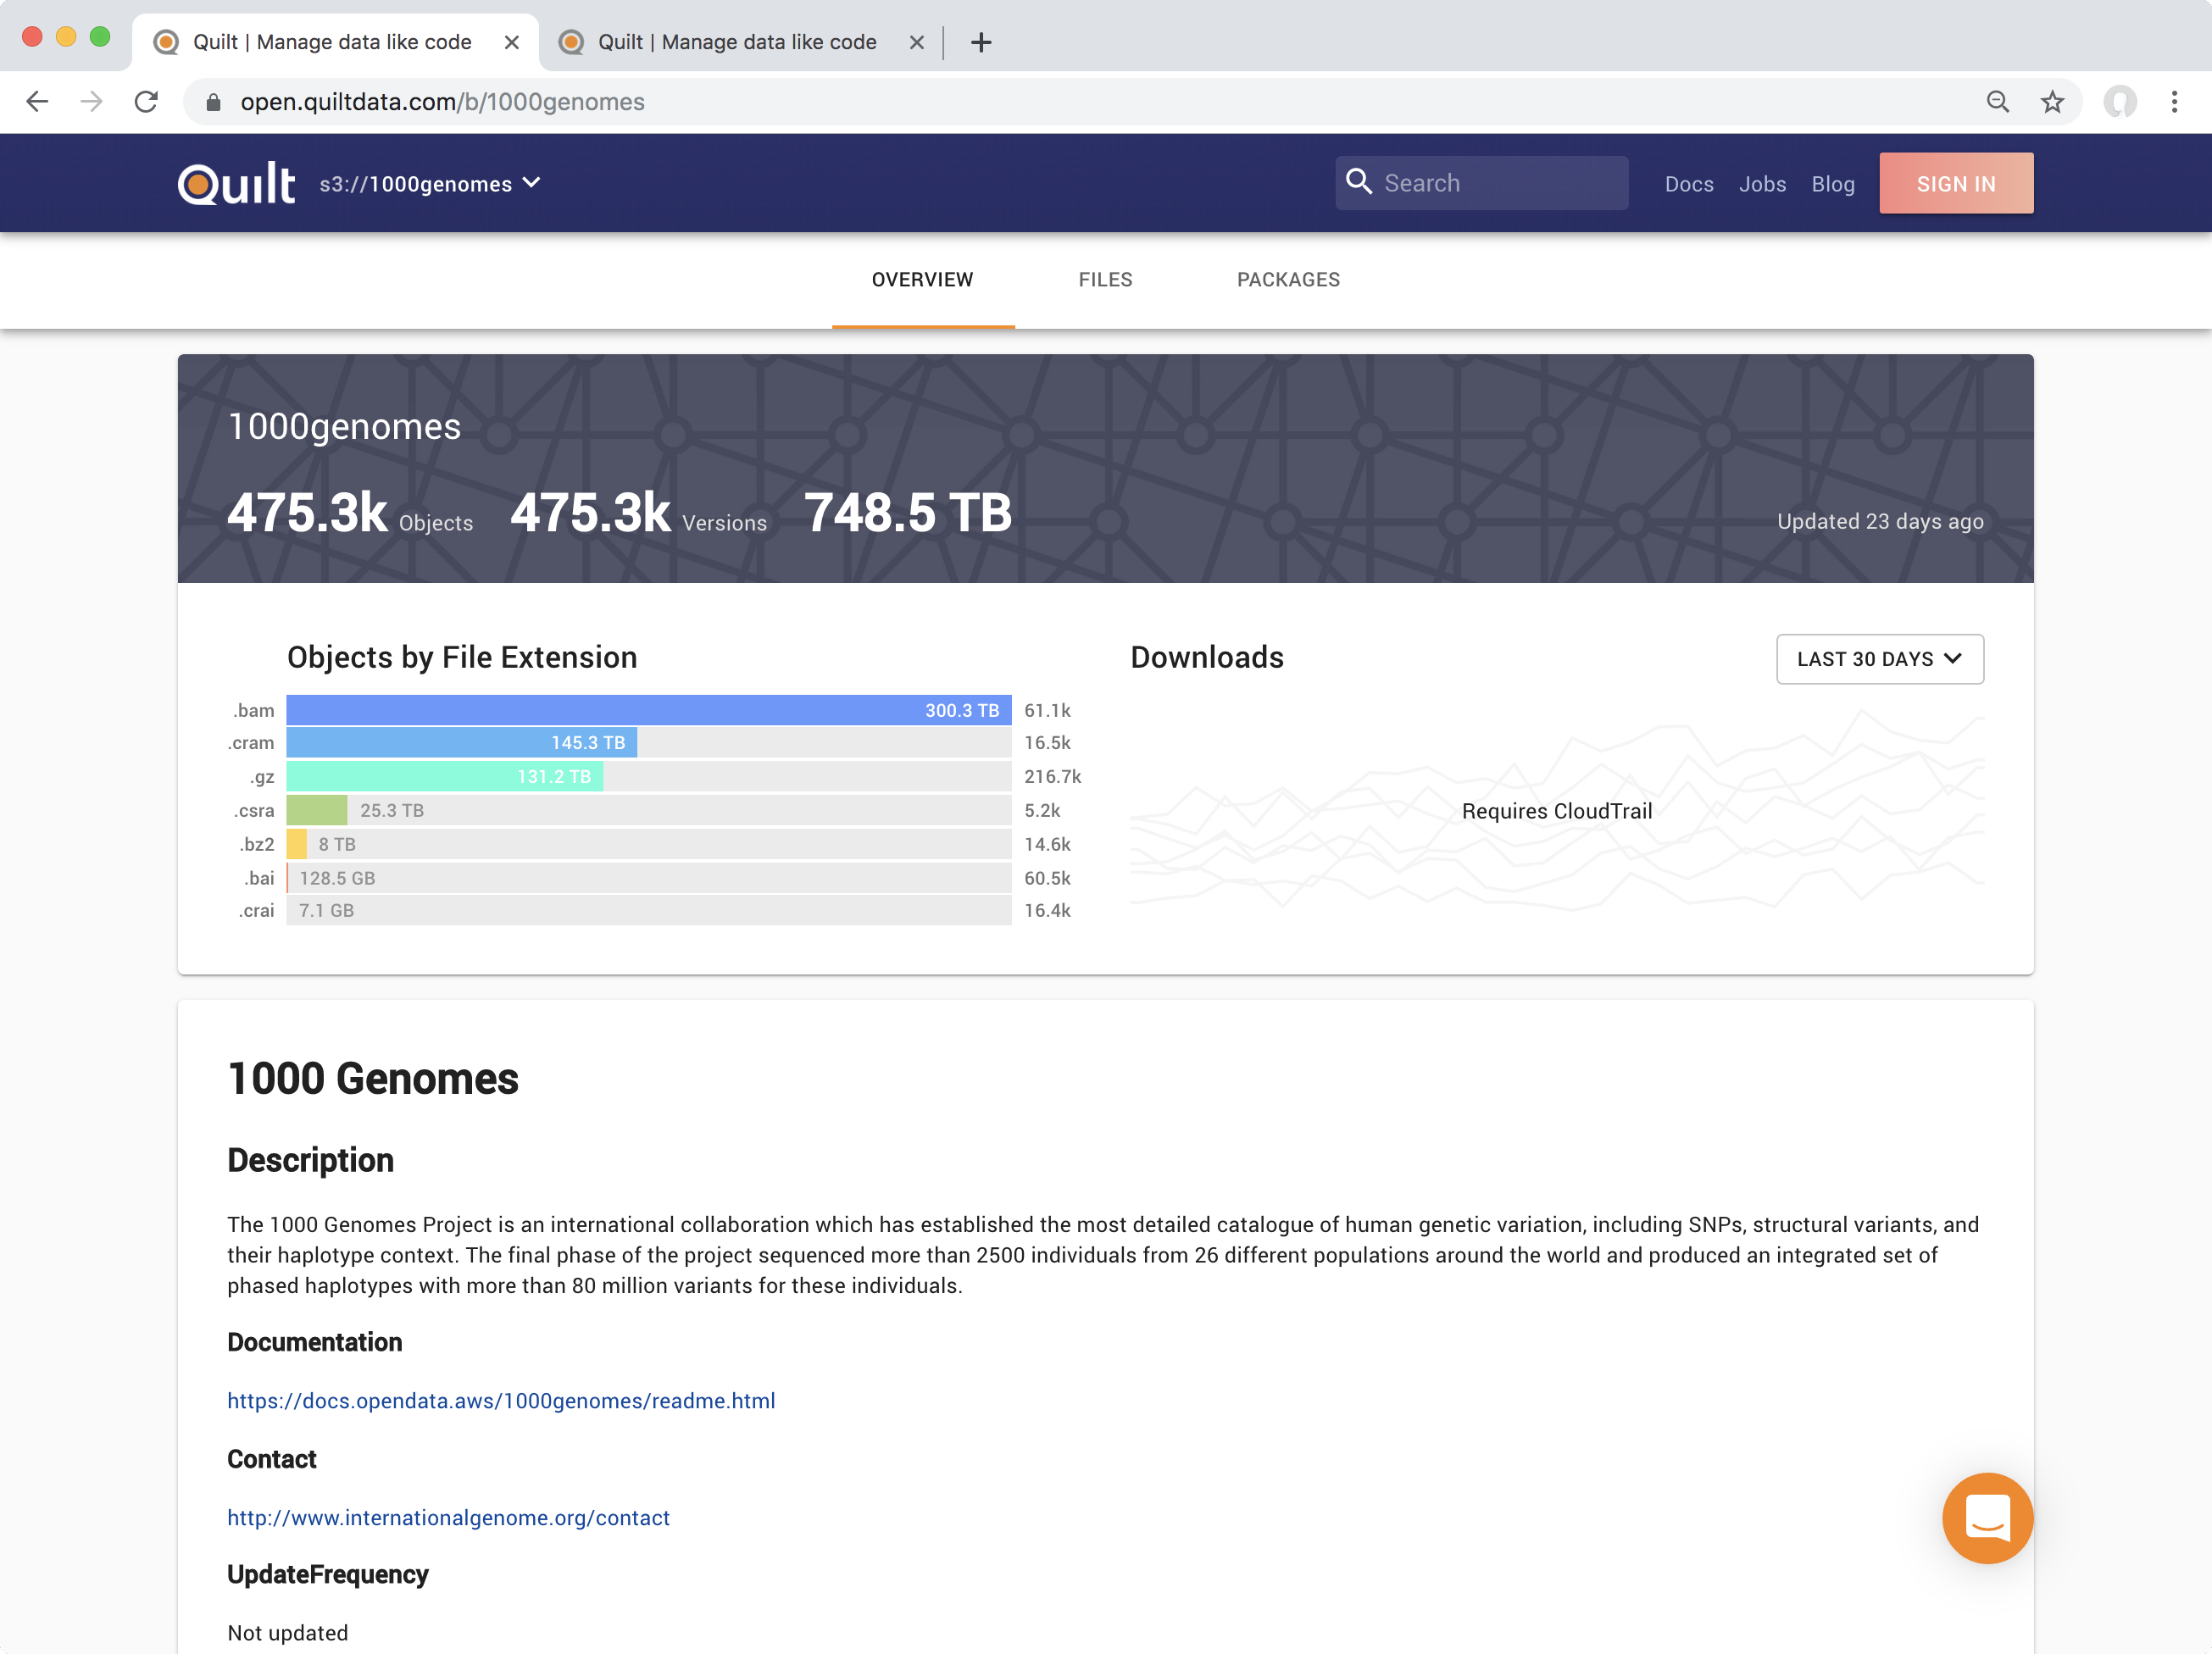 Quilt | Manage data like code
Quilt | Manage data like code
open.quiltdata.com/b/1000genomes
Quilt
s3://1000genomes
Search
Docs
Jobs
Blog
SIGN IN
OVERVIEW
FILES
PACKAGES
1000genomes
475.3k Objects 475.3k Versions 748.5 TB
Updated 23 days ago
Objects by File Extension
.bam 300.3 TB 61.1k
.cram 145.3 TB 16.5k
.gz 131.2 TB 216.7k
.csra 25.3 TB 5.2k
.bz2 8 TB 14.6k
.bai 128.5 GB 60.5k
.crai 7.1 GB 16.4k
Downloads
LAST 30 DAYS
Requires CloudTrail
1000 Genomes
Description
The 1000 Genomes Project is an international collaboration which has established the most detailed catalogue of human genetic variation, including SNPs, structural variants, and
their haplotype context. The final phase of the project sequenced more than 2500 individuals from 26 different populations around the world and produced an integrated set of
phased haplotypes with more than 80 million variants for these individuals.
Documentation
https://docs.opendata.aws/1000genomes/readme.html
Contact
http://www.internationalgenome.org/contact
UpdateFrequency
Not updated